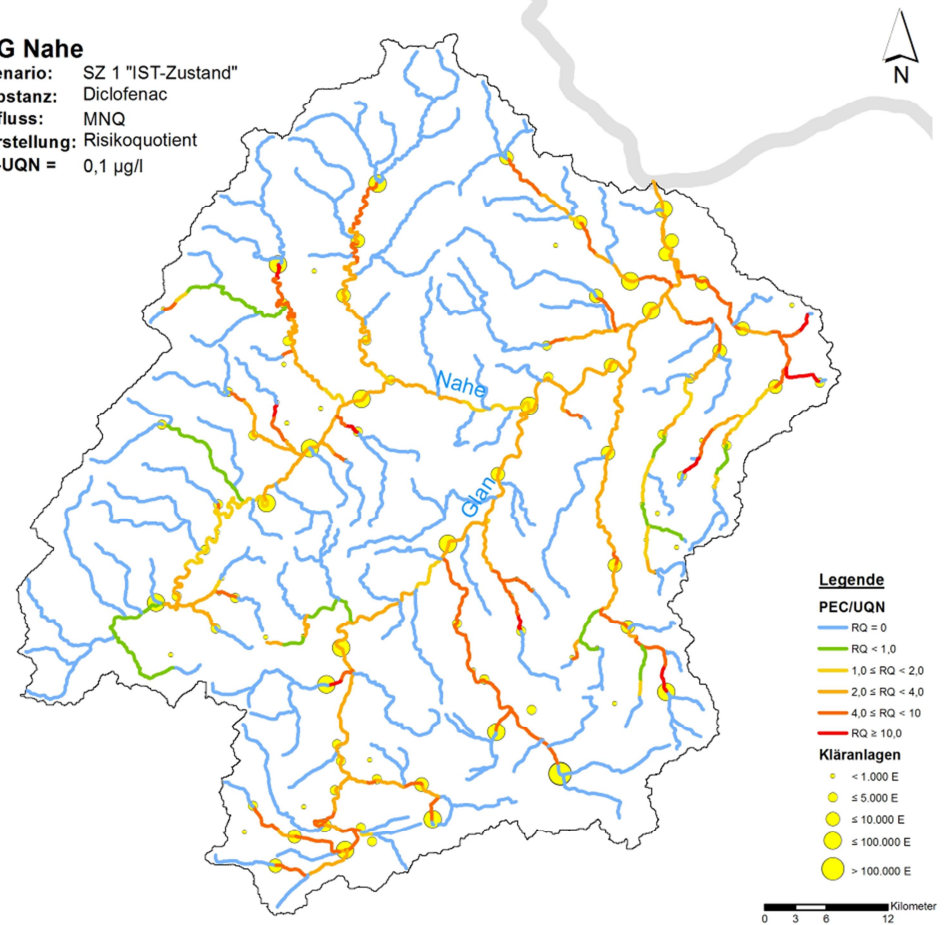 G Nahe
enario: SZ 1 "IST-Zustand"
bstanz: Diclofenac
fluss: MNQ
rstellung: Risikoquotient
-UQN = 0,1 µg/l
N
Nahe
Glan
Legende
PEC/UQN
RQ = 0
RQ < 1,0
1,0 ≤ RQ < 2,0
2,0 ≤ RQ < 4,0
4,0 ≤ RQ < 10
RQ ≥ 10,0
Kläranlagen
< 1.000 E
≤ 5.000 E
≤ 10.000 E
≤ 100.000 E
> 100.000 E
Kilometer
0 3 6 12